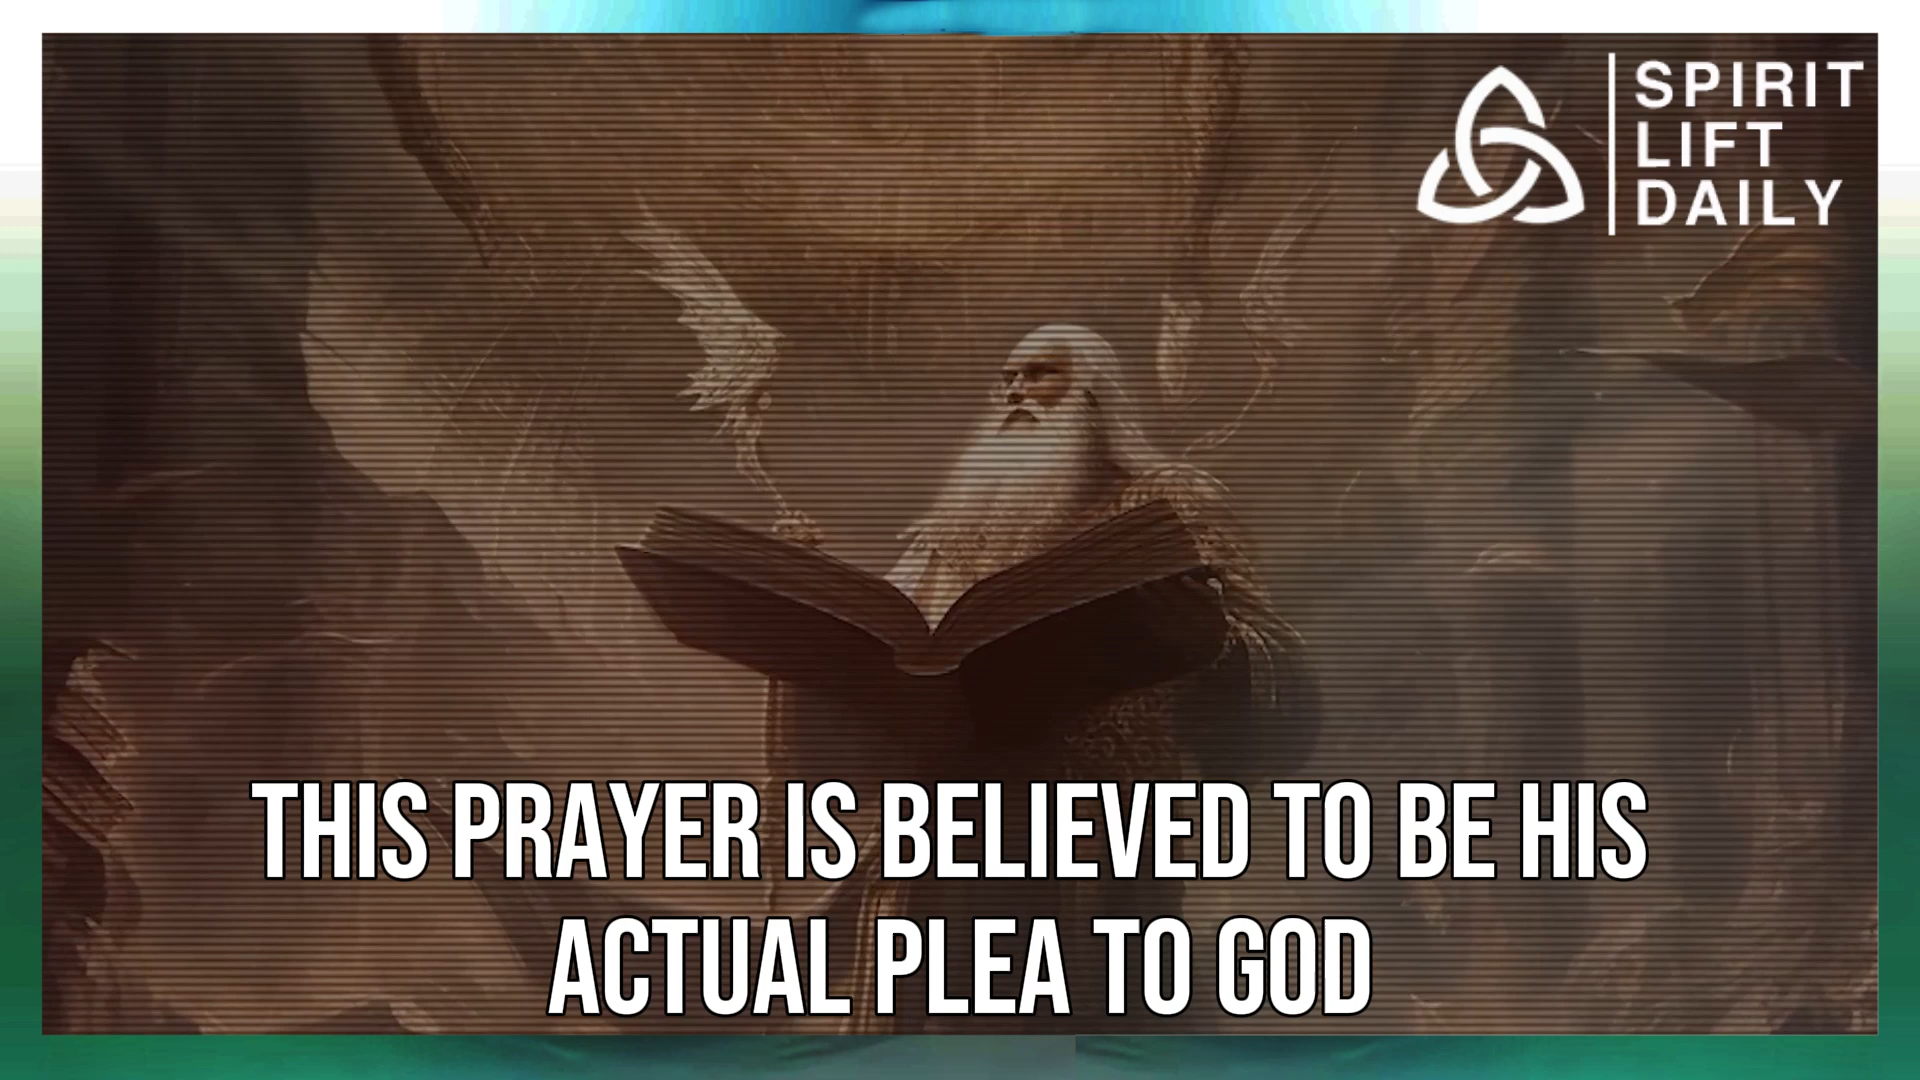 SPIRIT
LIFT
DAILY
THIS PRAYER IS BELIEVED TO BE HIS
ACTUAL PLEA TO GOD